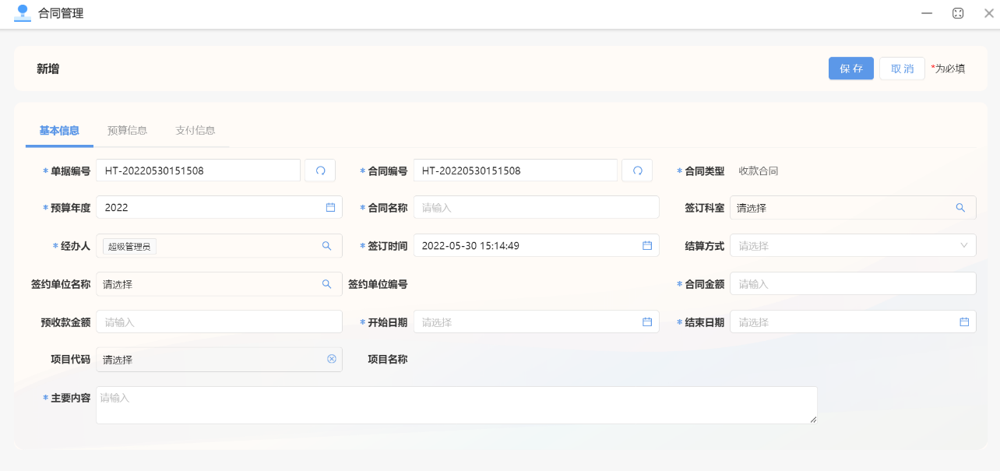 合同管理
新增
保存 取消 *为必填
基本信息 预算信息 支付信息
*单据编号 HT-20220530151508 *合同编号 HT-20220530151508 *合同类型 收款合同
*预算年度 2022 *合同名称 请输入 签订科室 请选择
*经办人 超级管理员 *签订时间 2022-05-30 15:14:49 结算方式 请选择
签约单位名称 请选择 签约单位编号 *合同金额 请输入
预收款金额 请输入 *开始日期 请选择 *结束日期 请选择
项目代码 请选择 项目名称
*主要内容 请输入